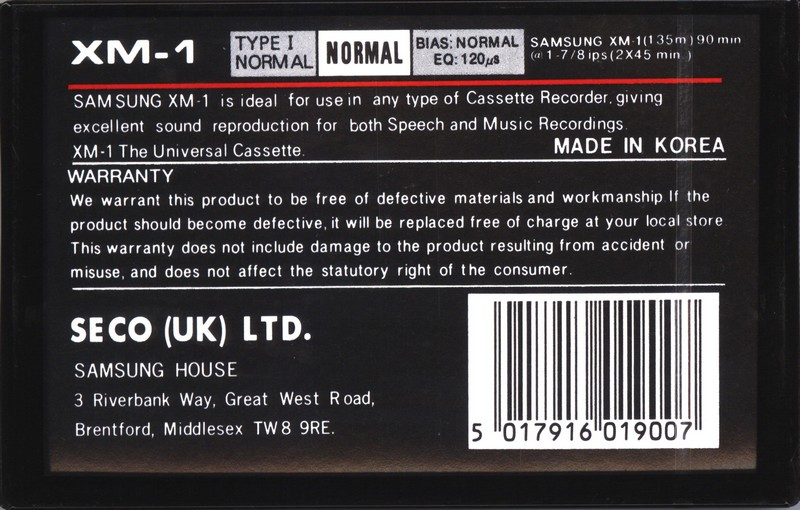 XM-1
TYPE I
NORMAL
NORMAL
BIAS: NORMAL
EQ: 120µs
SAMSUNG XM-1(135m) 90 min
(@ 1-7/8 ips (2X45 min )
SAMSUNG XM-1 is ideal for use in any type of Cassette Recorder, giving
excellent sound reproduction for both Speech and Music Recordings.
XM-1 The Universal Cassette.
MADE IN KOREA
WARRANTY
We warrant this product to be free of defective materials and workmanship If the
product should become defective, it will be replaced free of charge at your local store
This warranty does not include damage to the product resulting from accident or
misuse, and does not affect the statutory right of the consumer.
SECO (UK) LTD.
SAMSUNG HOUSE
3 Riverbank Way, Great West Road,
Brentford, Middlesex TW8 9RE.
5 017916 019007